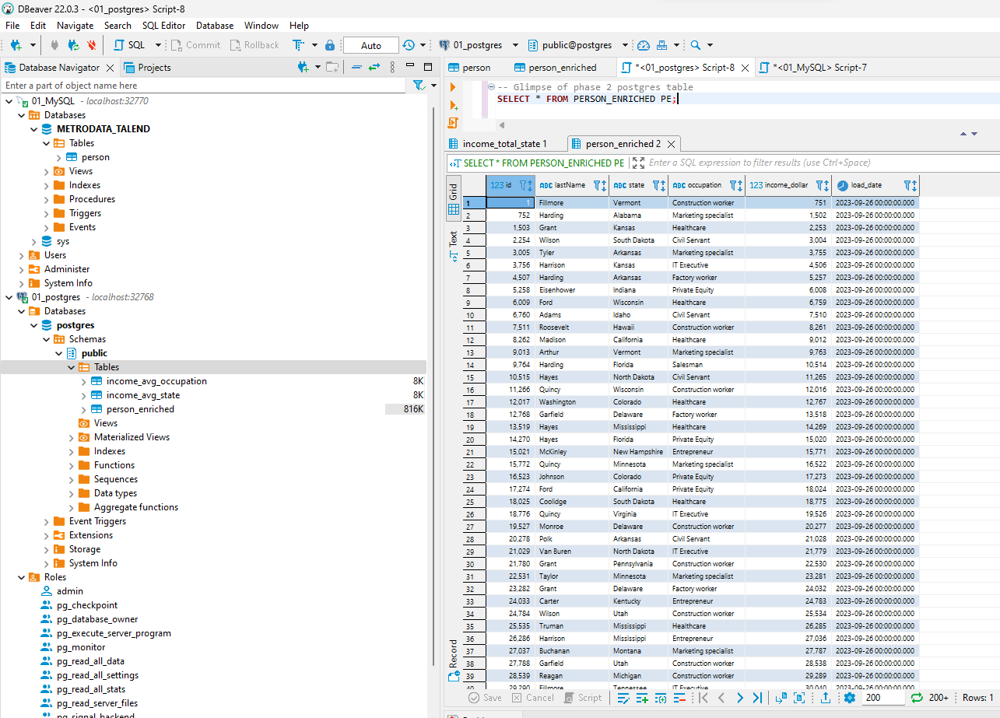 DBeaver 22.0.3 - <01_postgres> Script-8
File Edit Navigate Search SQL Editor Database Window Help
SQL Commit Rollback Auto 01_postgres public@postgres
Database Navigator Projects
Enter a part of object name here
01_MySQL - localhost:32770
Databases
METRODATA_TALEND
Tables
person
Views
Indexes
Procedures
Triggers
Events
sys
Users
Administer
System Info
01_postgres - localhost:32768
Databases
postgres
Schemas
public
Tables
income_avg_occupation 8K
income_avg_state 8K
person_enriched 816K
Views
Materialized Views
Indexes
Functions
Sequences
Data types
Aggregate functions
Event Triggers
Extensions
Storage
System Info
Roles
admin
pg_checkpoint
pg_database_owner
pg_execute_server_program
pg_monitor
pg_read_all_data
pg_read_all_settings
pg_read_all_stats
pg_read_server_files
pg_signal_backend
person person_enriched *<01_postgres> Script-8 *<01_MySQL> Script-7
-- Glimpse of phase 2 postgres table
SELECT * FROM PERSON_ENRICHED PE;
income_total_state 1 person_enriched 2
SELECT * FROM PERSON_ENRICHED PE Enter a SQL expression to filter results (use Ctrl+Space)
Grid
Text
Record
123 id ABC lastName ABC state ABC occupation 123 income_dollar load_date
1 1 Fillmore Vermont Construction worker 751 2023-09-26 00:00:00.000
2 752 Harding Alabama Marketing specialist 1,502 2023-09-26 00:00:00.000
3 1,503 Grant Kansas Healthcare 2,253 2023-09-26 00:00:00.000
4 2,254 Wilson South Dakota Civil Servant 3,004 2023-09-26 00:00:00.000
5 3,005 Tyler Arkansas Marketing specialist 3,755 2023-09-26 00:00:00.000
6 3,756 Harrison Kansas IT Executive 4,506 2023-09-26 00:00:00.000
7 4,507 Harding Arkansas Factory worker 5,257 2023-09-26 00:00:00.000
8 5,258 Eisenhower Indiana Private Equity 6,008 2023-09-26 00:00:00.000
9 6,009 Ford Wisconsin Healthcare 6,759 2023-09-26 00:00:00.000
10 6,760 Adams Idaho Civil Servant 7,510 2023-09-26 00:00:00.000
11 7,511 Roosevelt Hawaii Construction worker 8,261 2023-09-26 00:00:00.000
12 8,262 Madison California Healthcare 9,012 2023-09-26 00:00:00.000
13 9,013 Arthur Vermont Marketing specialist 9,763 2023-09-26 00:00:00.000
14 9,764 Harding Florida Salesman 10,514 2023-09-26 00:00:00.000
15 10,515 Hayes North Dakota Civil Servant 11,265 2023-09-26 00:00:00.000
16 11,266 Quincy Wisconsin Construction worker 12,016 2023-09-26 00:00:00.000
17 12,017 Washington Colorado Healthcare 12,767 2023-09-26 00:00:00.000
18 12,768 Garfield Delaware Factory worker 13,518 2023-09-26 00:00:00.000
19 13,519 Hayes Mississippi Healthcare 14,269 2023-09-26 00:00:00.000
20 14,270 Hayes Florida Private Equity 15,020 2023-09-26 00:00:00.000
21 15,021 McKinley New Hampshire Entrepreneur 15,771 2023-09-26 00:00:00.000
22 15,772 Quincy Minnesota Marketing specialist 16,522 2023-09-26 00:00:00.000
23 16,523 Johnson Colorado Private Equity 17,273 2023-09-26 00:00:00.000
24 17,274 Ford California Private Equity 18,024 2023-09-26 00:00:00.000
25 18,025 Coolidge South Dakota Healthcare 18,775 2023-09-26 00:00:00.000
26 18,776 Quincy Virginia IT Executive 19,526 2023-09-26 00:00:00.000
27 19,527 Monroe Delaware Construction worker 20,277 2023-09-26 00:00:00.000
28 20,278 Polk Arkansas Civil Servant 21,028 2023-09-26 00:00:00.000
29 21,029 Van Buren North Dakota IT Executive 21,779 2023-09-26 00:00:00.000
30 21,780 Grant Pennsylvania Construction worker 22,530 2023-09-26 00:00:00.000
31 22,531 Taylor Minnesota Marketing specialist 23,281 2023-09-26 00:00:00.000
32 23,282 Grant Delaware Factory worker 24,032 2023-09-26 00:00:00.000
33 24,033 Carter Kentucky Entrepreneur 24,783 2023-09-26 00:00:00.000
34 24,784 Wilson Utah Construction worker 25,534 2023-09-26 00:00:00.000
35 25,535 Truman Mississippi Healthcare 26,285 2023-09-26 00:00:00.000
36 26,286 Harrison Mississippi Entrepreneur 27,036 2023-09-26 00:00:00.000
37 27,037 Buchanan Montana Marketing specialist 27,787 2023-09-26 00:00:00.000
38 27,788 Garfield Utah Construction worker 28,538 2023-09-26 00:00:00.000
39 28,539 Reagan Michigan Construction worker 29,289 2023-09-26 00:00:00.000
40 29,290 Fillmore Tennessee IT Executive 30,040 2023-09-26 00:00:00.000
Save Cancel Script 200 200+ Rows: 1